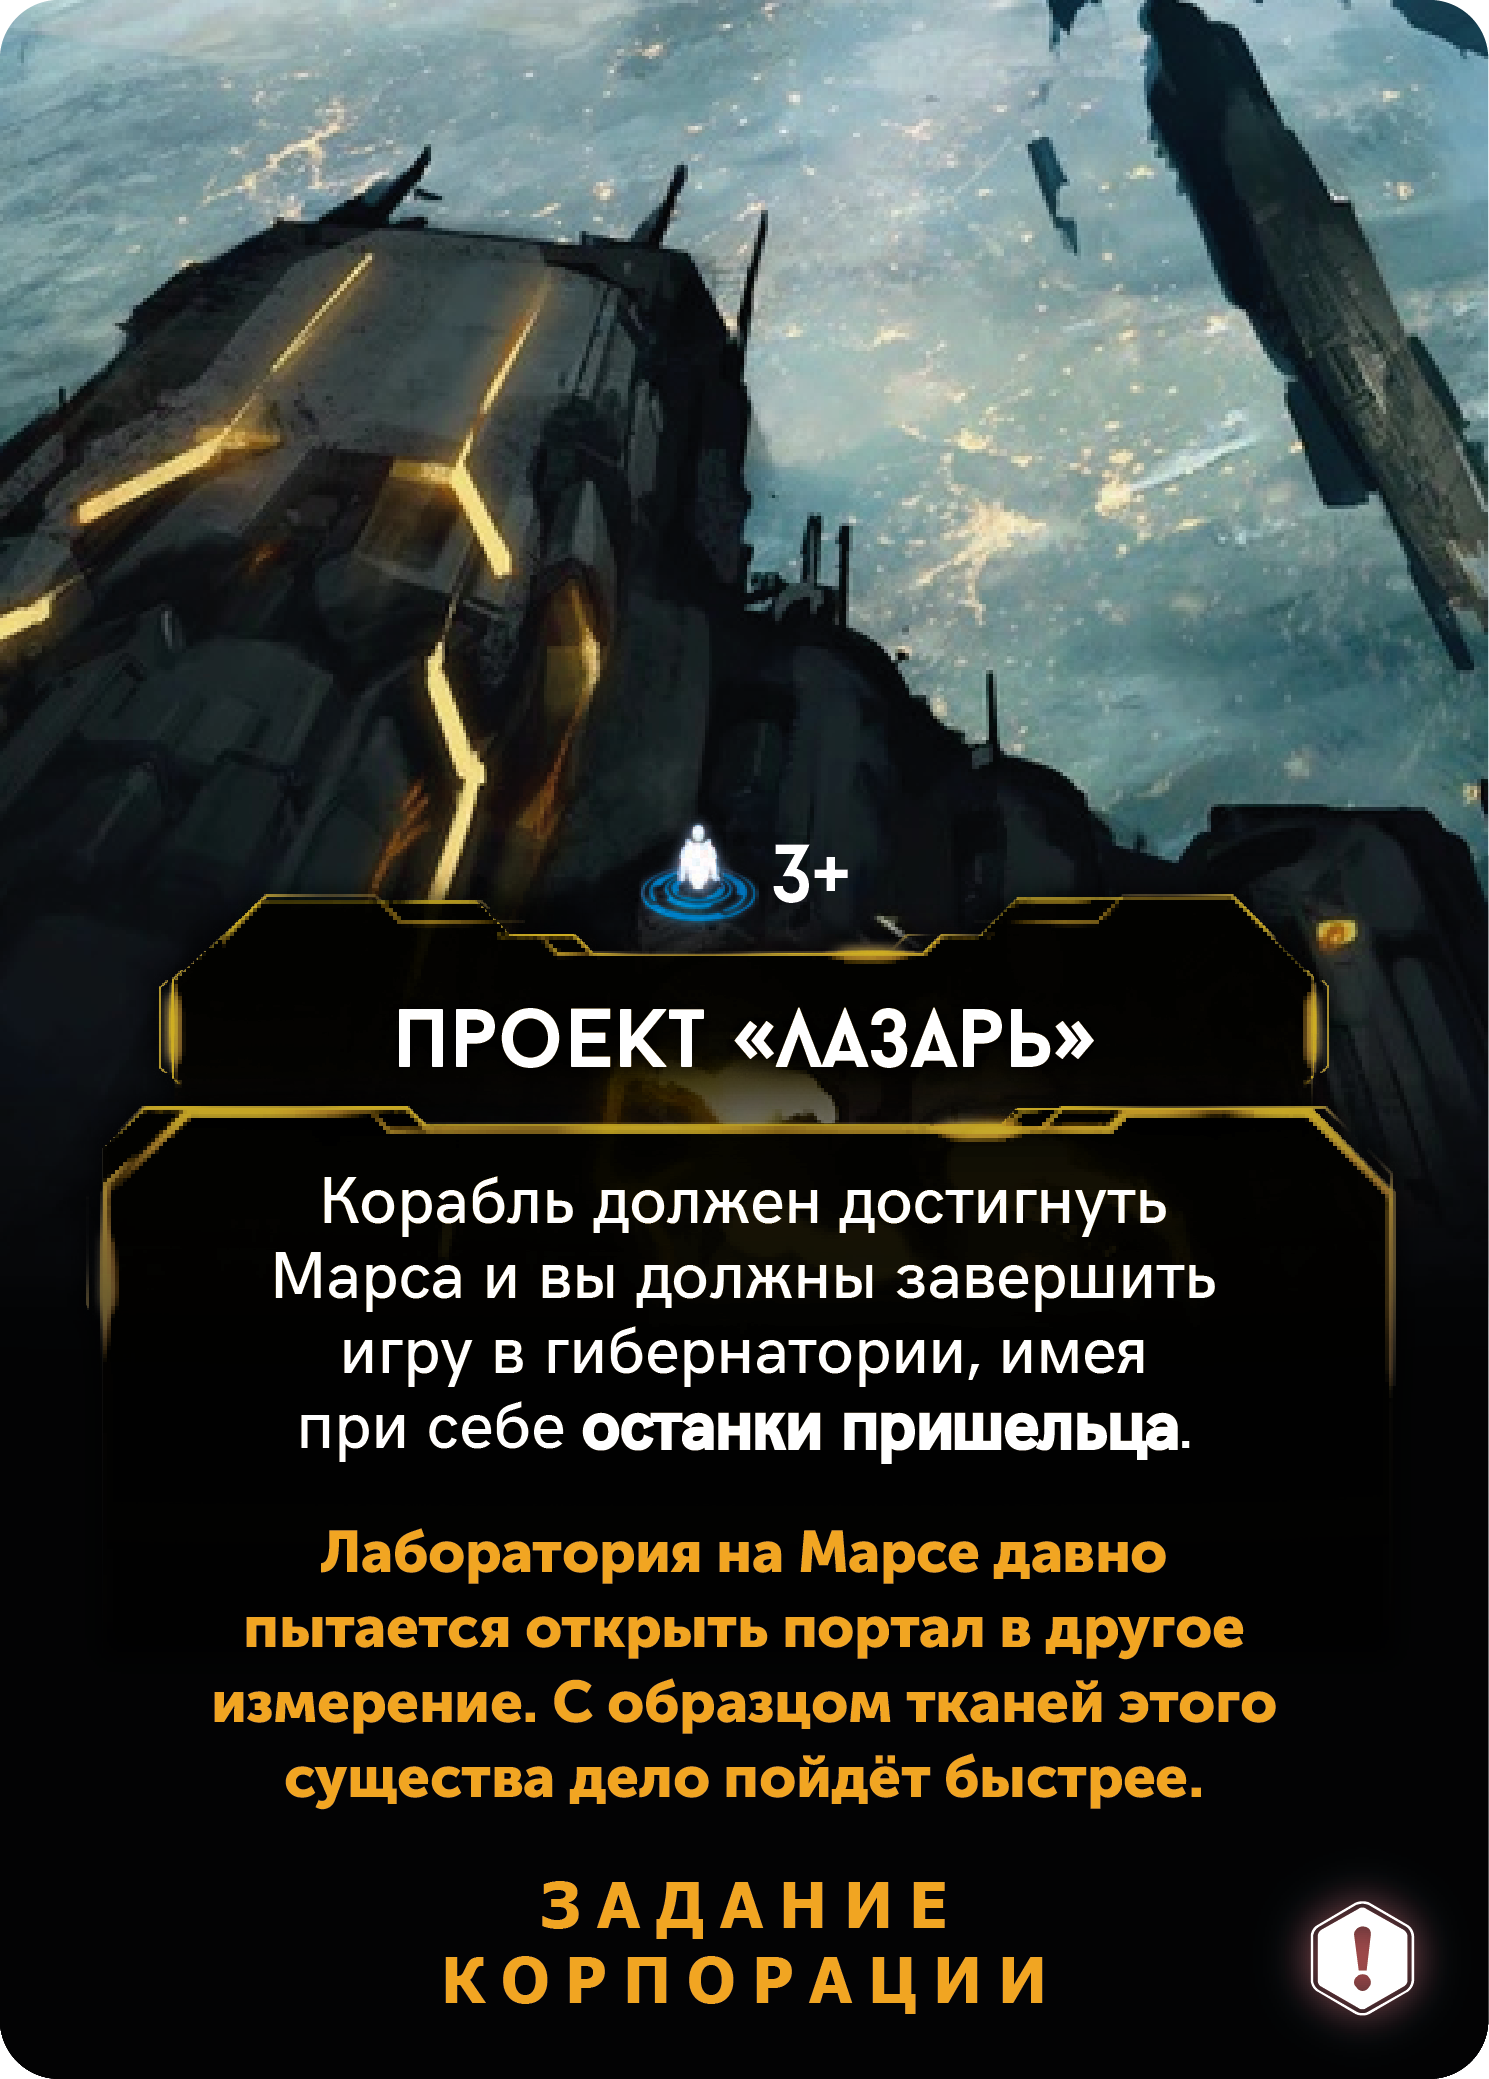 3+
ПРОЕКТ «ЛАЗАРЬ»
Корабль должен достигнуть
Марса и вы должны завершить
игру в гибернатории, имея
при себе останки пришельца.
Лаборатория на Марсе давно
пытается открыть портал в другое
измерение. С образцом тканей этого
существа дело пойдёт быстрее.
ЗАДАНИЕ
КОРПОРАЦИИ
!